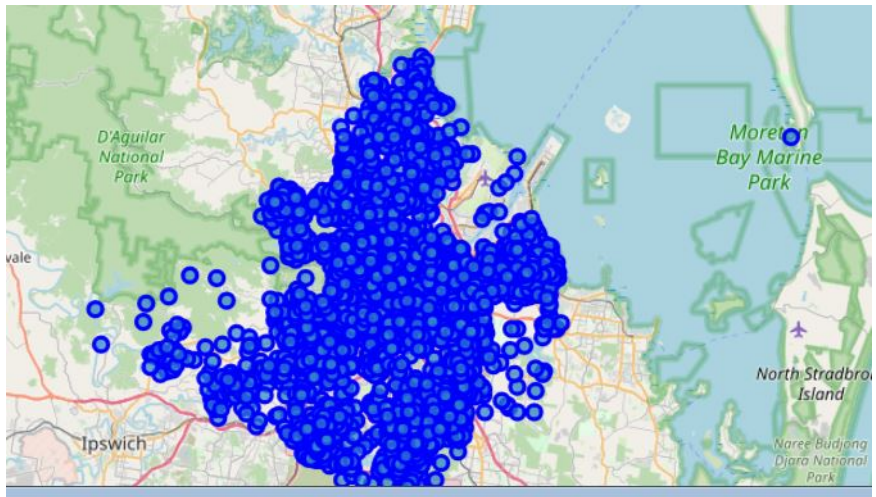 D'Aguilar
National
Park
Moreton
Bay Marine
Park
vale
North Stradbro
Island
Ipswich
Naree Budjong
Djara National
Park